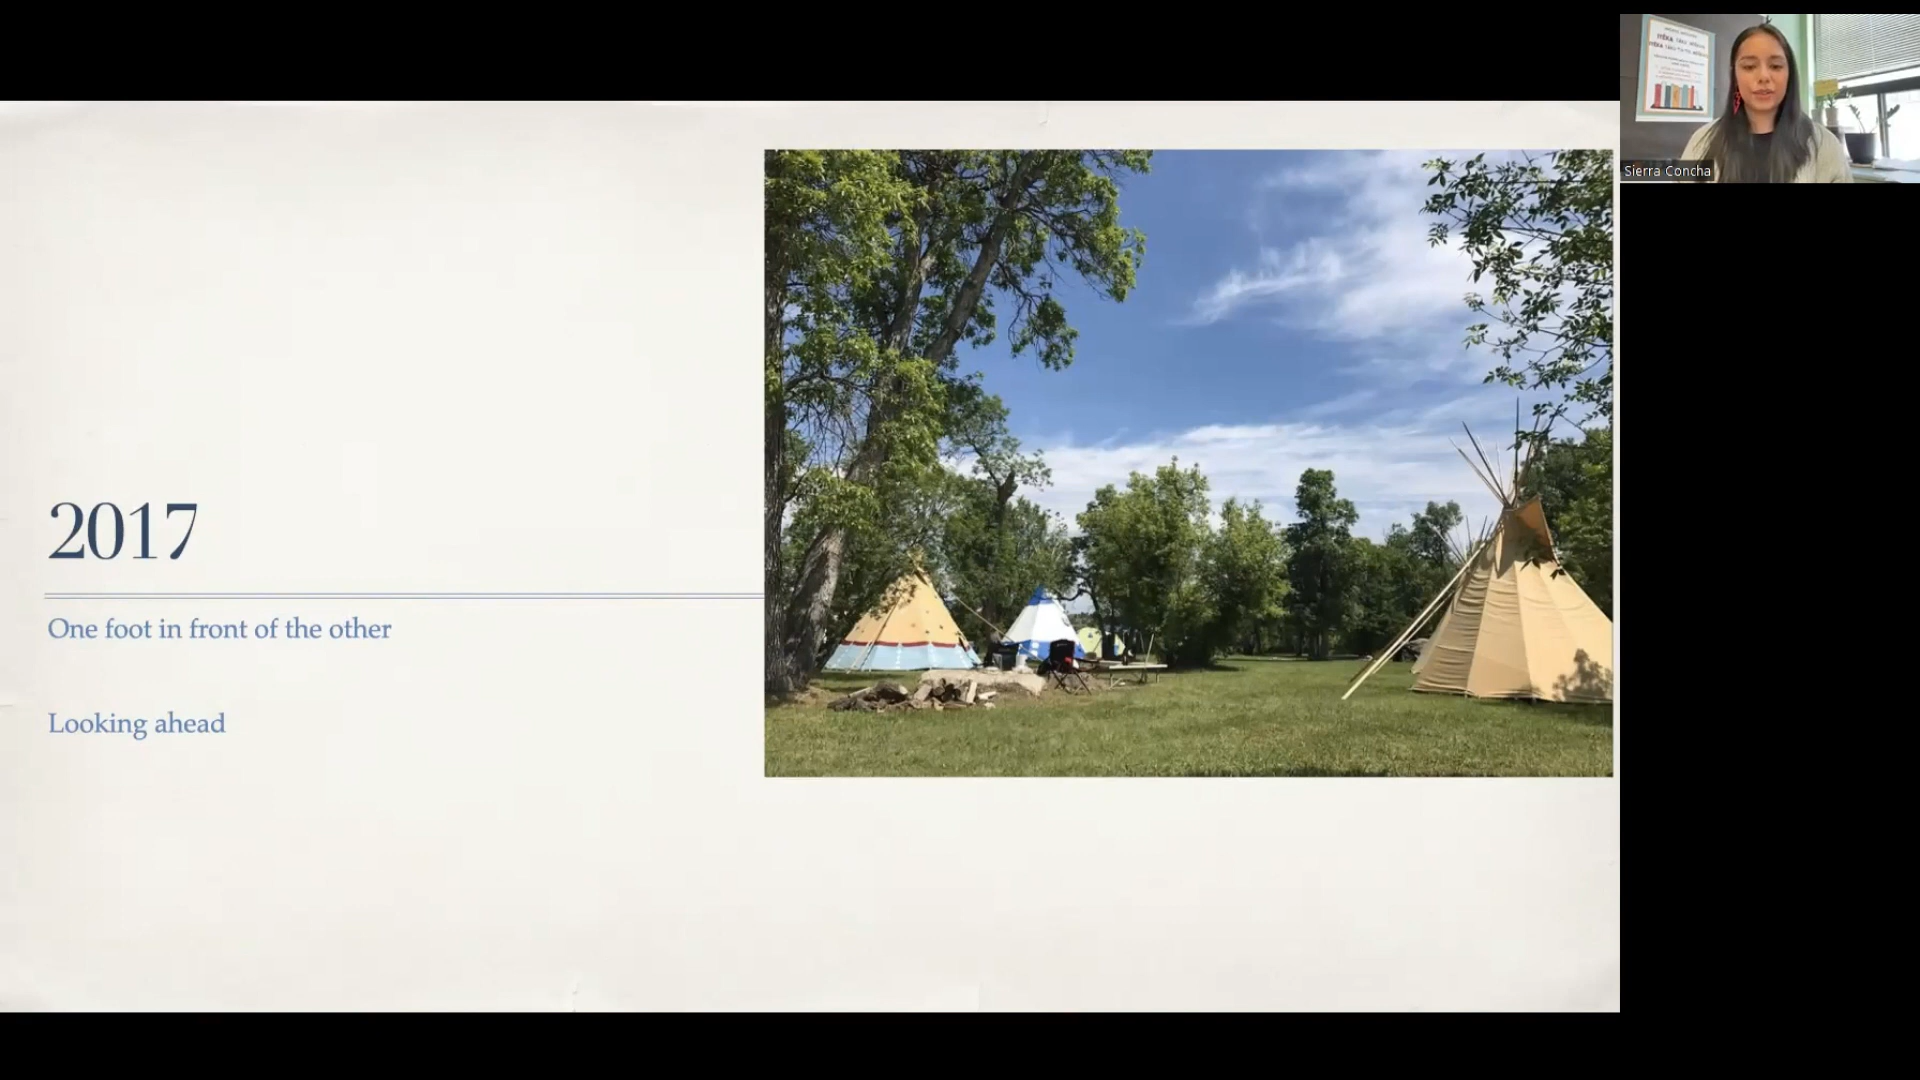 2017
One foot in front of the other
Looking ahead
Sierra Concha